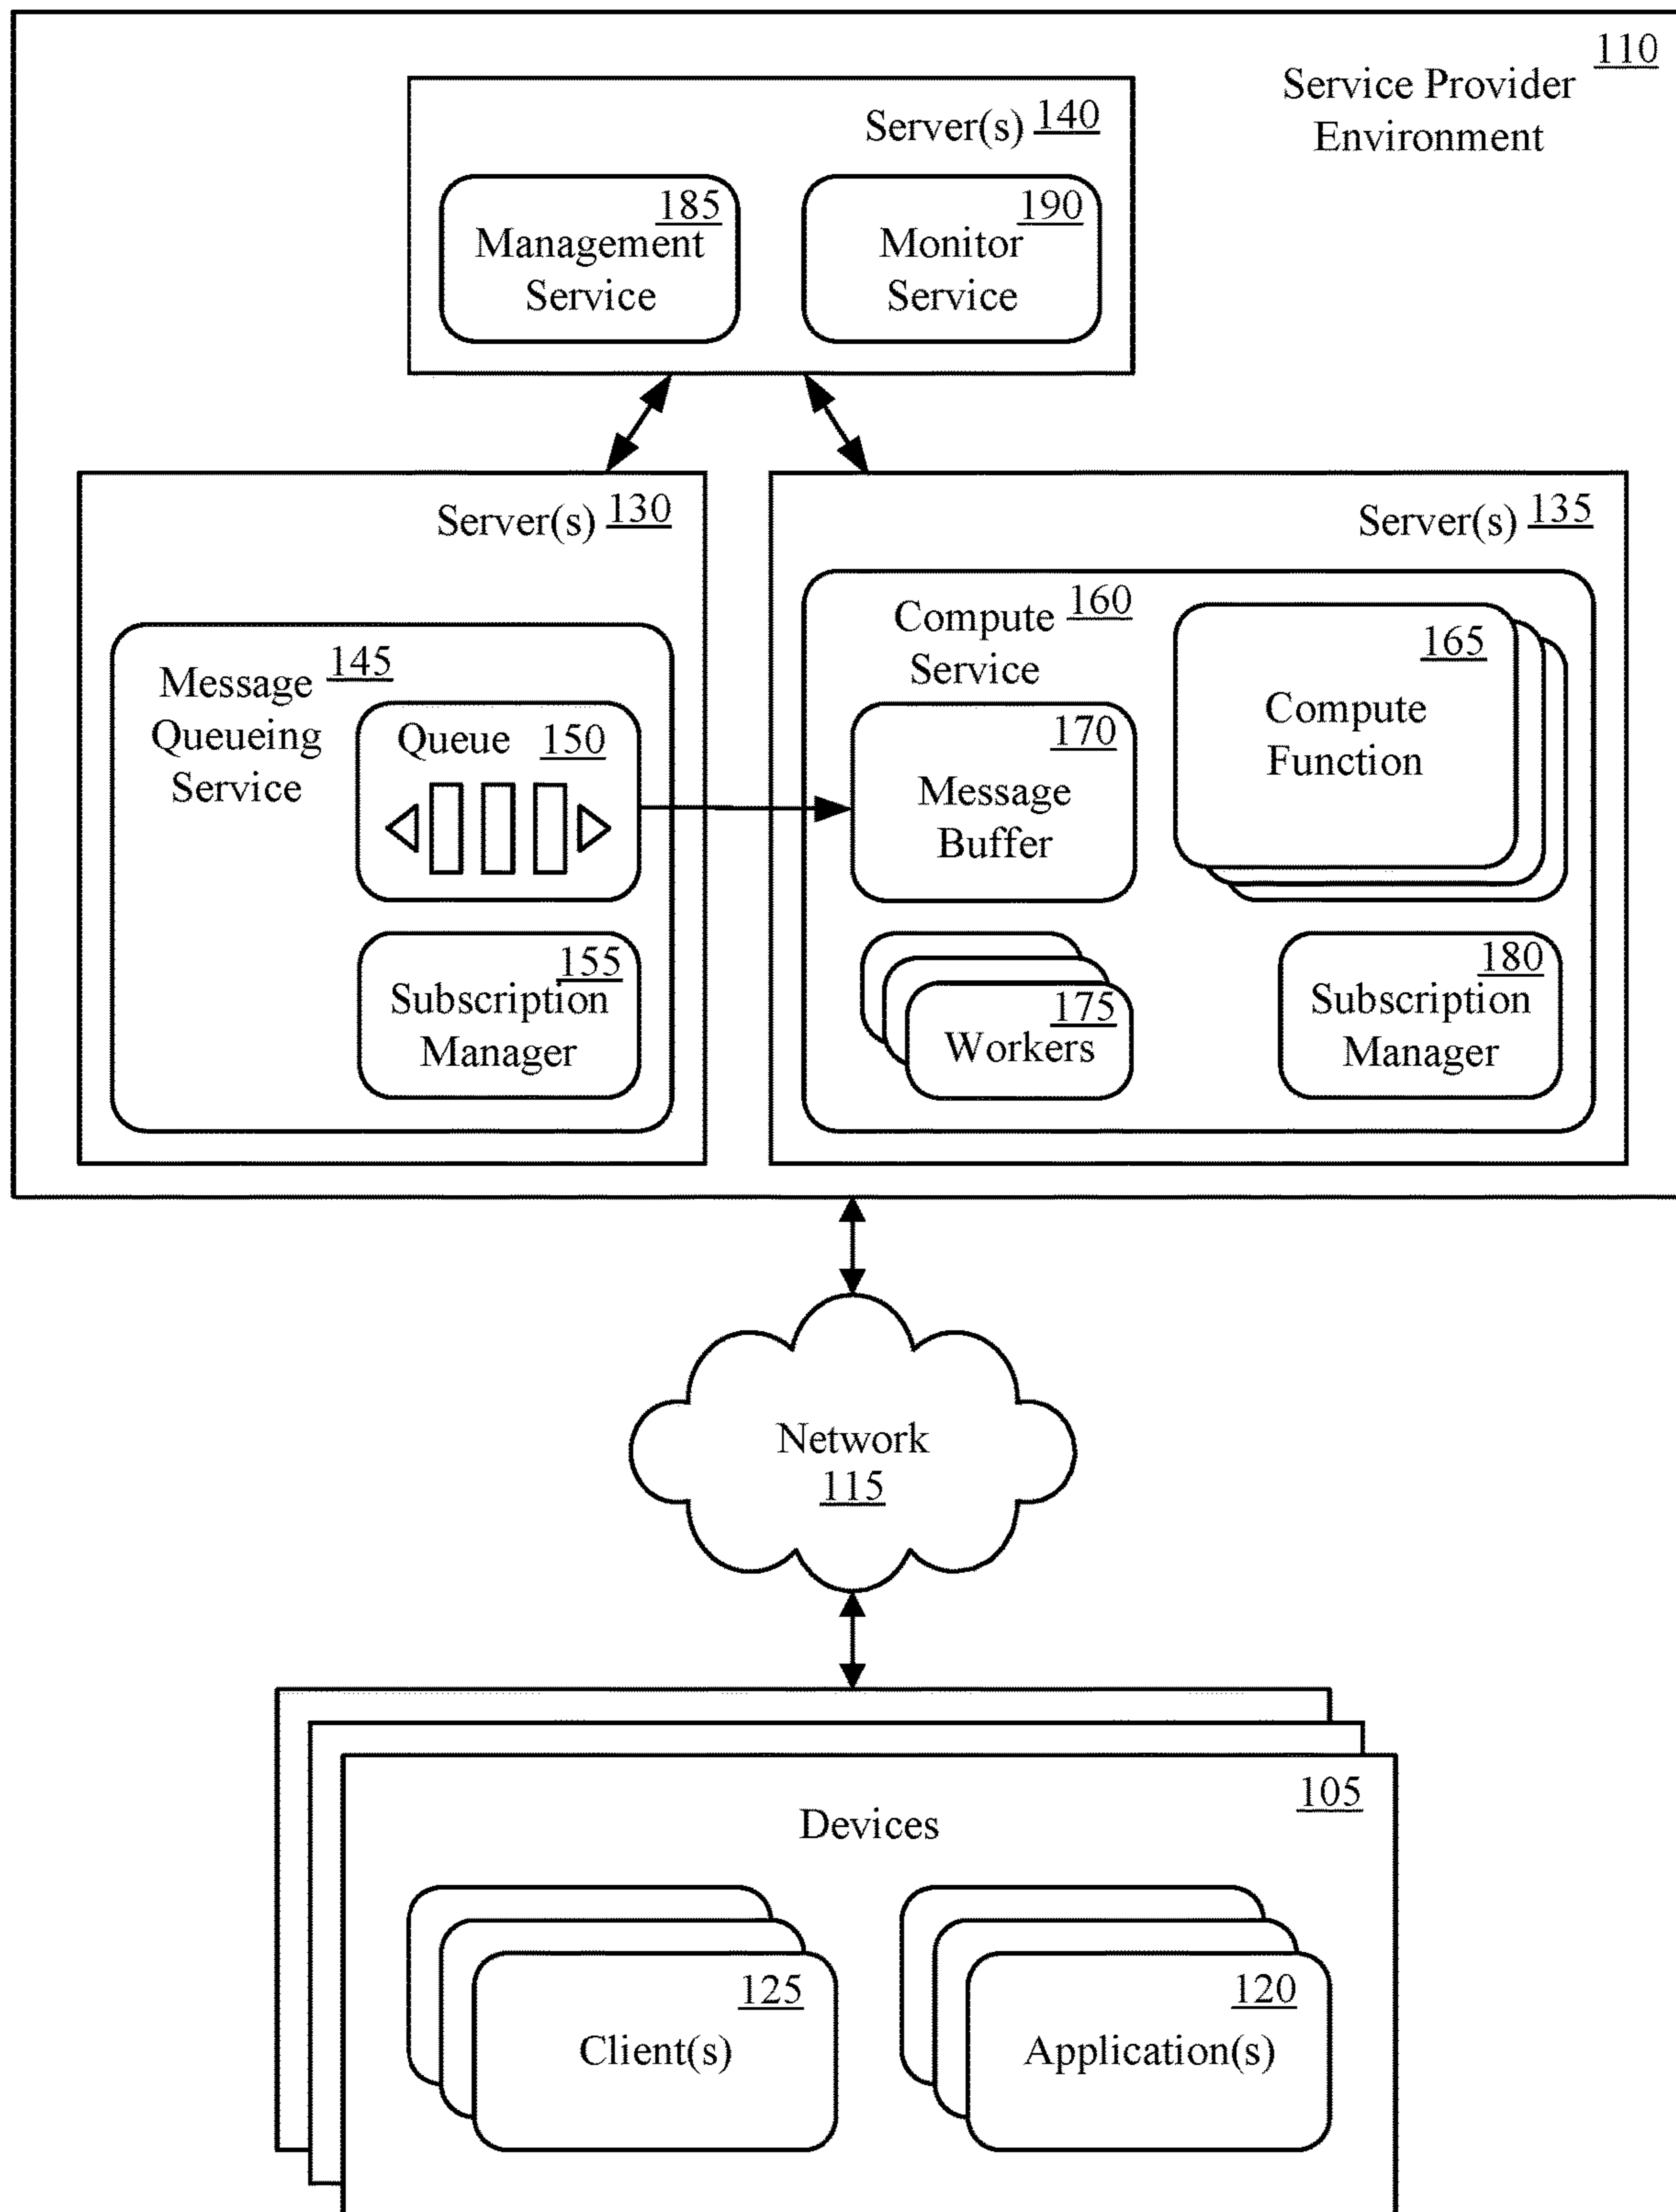 110
Service Provider
Environment
Server(s) 140
185
Management
Service
190
Monitor
Service
Server(s) 130
Message 145
Queueing
Service
Queue 150
155
Subscription
Manager
Server(s) 135
Compute 160
Service
165
Compute
Function
170
Message
Buffer
175
Workers
180
Subscription
Manager
Network
115
105
Devices
125
Client(s)
120
Application(s)